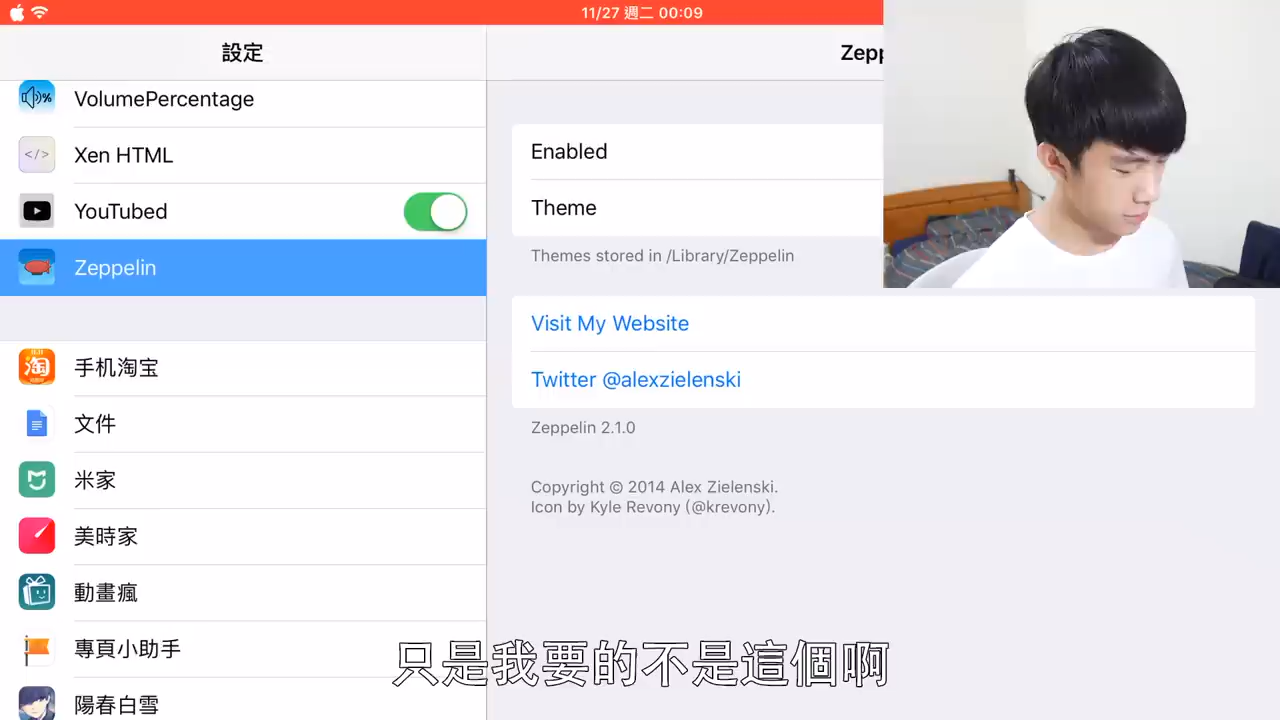 11/27 週二 00:09
設定
VolumePercentage
Xen HTML
YouTubed
Zeppelin
手机淘宝
文件
米家
美時家
動畫瘋
專頁小助手
陽春白雪
Zepp
Enabled
Theme
Themes stored in /Library/Zeppelin
Visit My Website
Twitter @alexzielenski
Zeppelin 2.1.0
Copyright © 2014 Alex Zielenski.
Icon by Kyle Revony (@krevony).
只是我要的不是這個啊